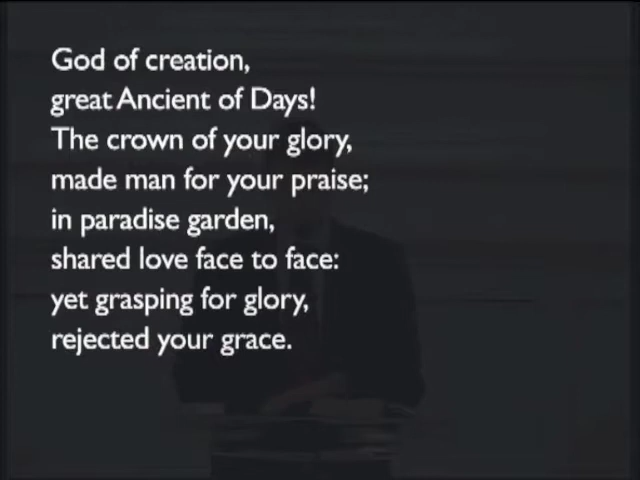 God of creation,
great Ancient of Days!
The crown of your glory,
made man for your praise;
in paradise garden,
shared love face to face:
yet grasping for glory,
rejected your grace.